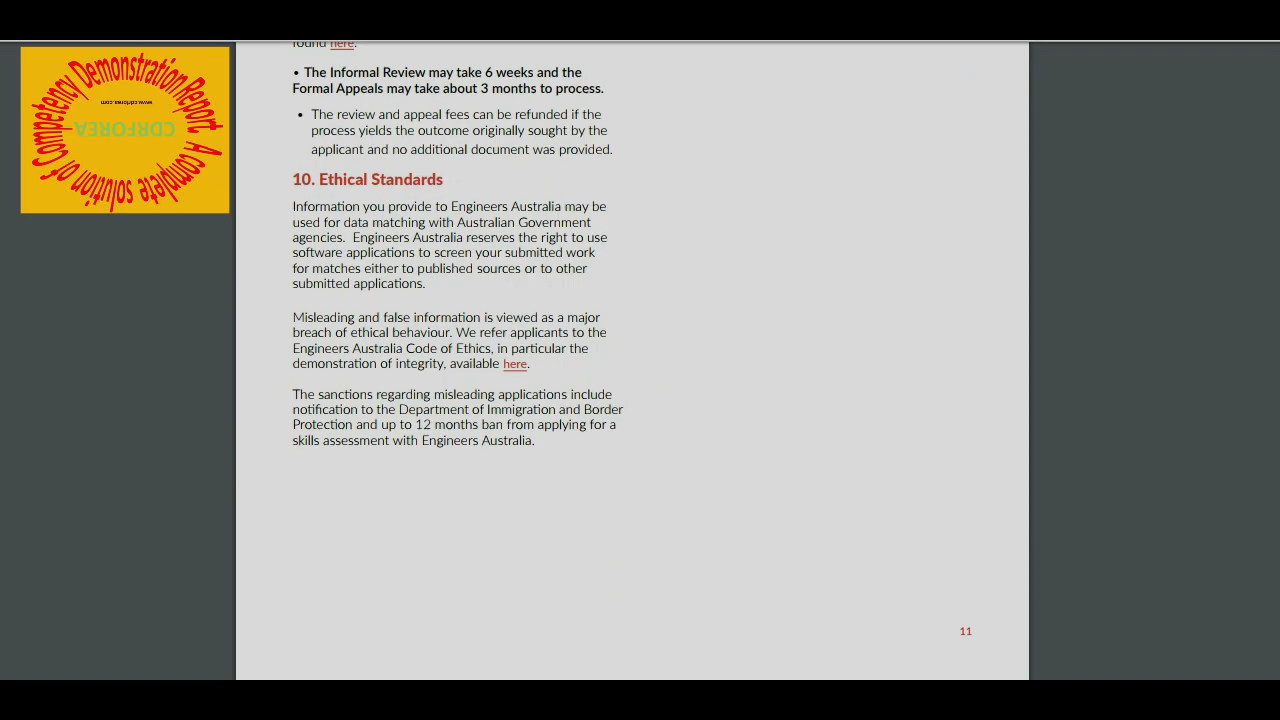 found here.
• The Informal Review may take 6 weeks and the
Formal Appeals may take about 3 months to process.
• The review and appeal fees can be refunded if the
process yields the outcome originally sought by the
applicant and no additional document was provided.
10. Ethical Standards
Information you provide to Engineers Australia may be
used for data matching with Australian Government
agencies. Engineers Australia reserves the right to use
software applications to screen your submitted work
for matches either to published sources or to other
submitted applications.
Misleading and false information is viewed as a major
breach of ethical behaviour. We refer applicants to the
Engineers Australia Code of Ethics, in particular the
demonstration of integrity, available here.
The sanctions regarding misleading applications include
notification to the Department of Immigration and Border
Protection and up to 12 months ban from applying for a
skills assessment with Engineers Australia.
11
A complete solution of Competency Demonstration Report
www.cdrforea.com
CDRFOREA